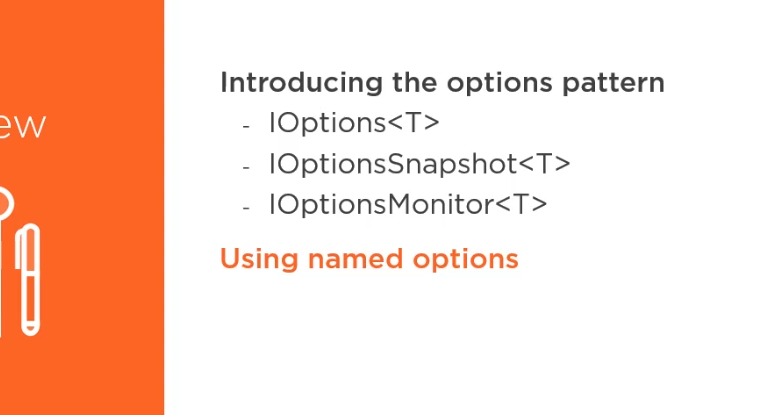 ew
Introducing the options pattern
- IOptions<T>
- IOptionsSnapshot<T>
- IOptionsMonitor<T>
Using named options